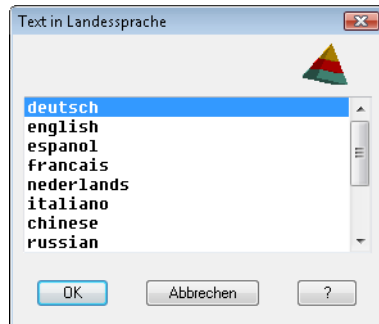 Text in Landessprache
deutsch
english
espanol
francais
nederlands
italiano
chinese
russian
OK Abbrechen ?